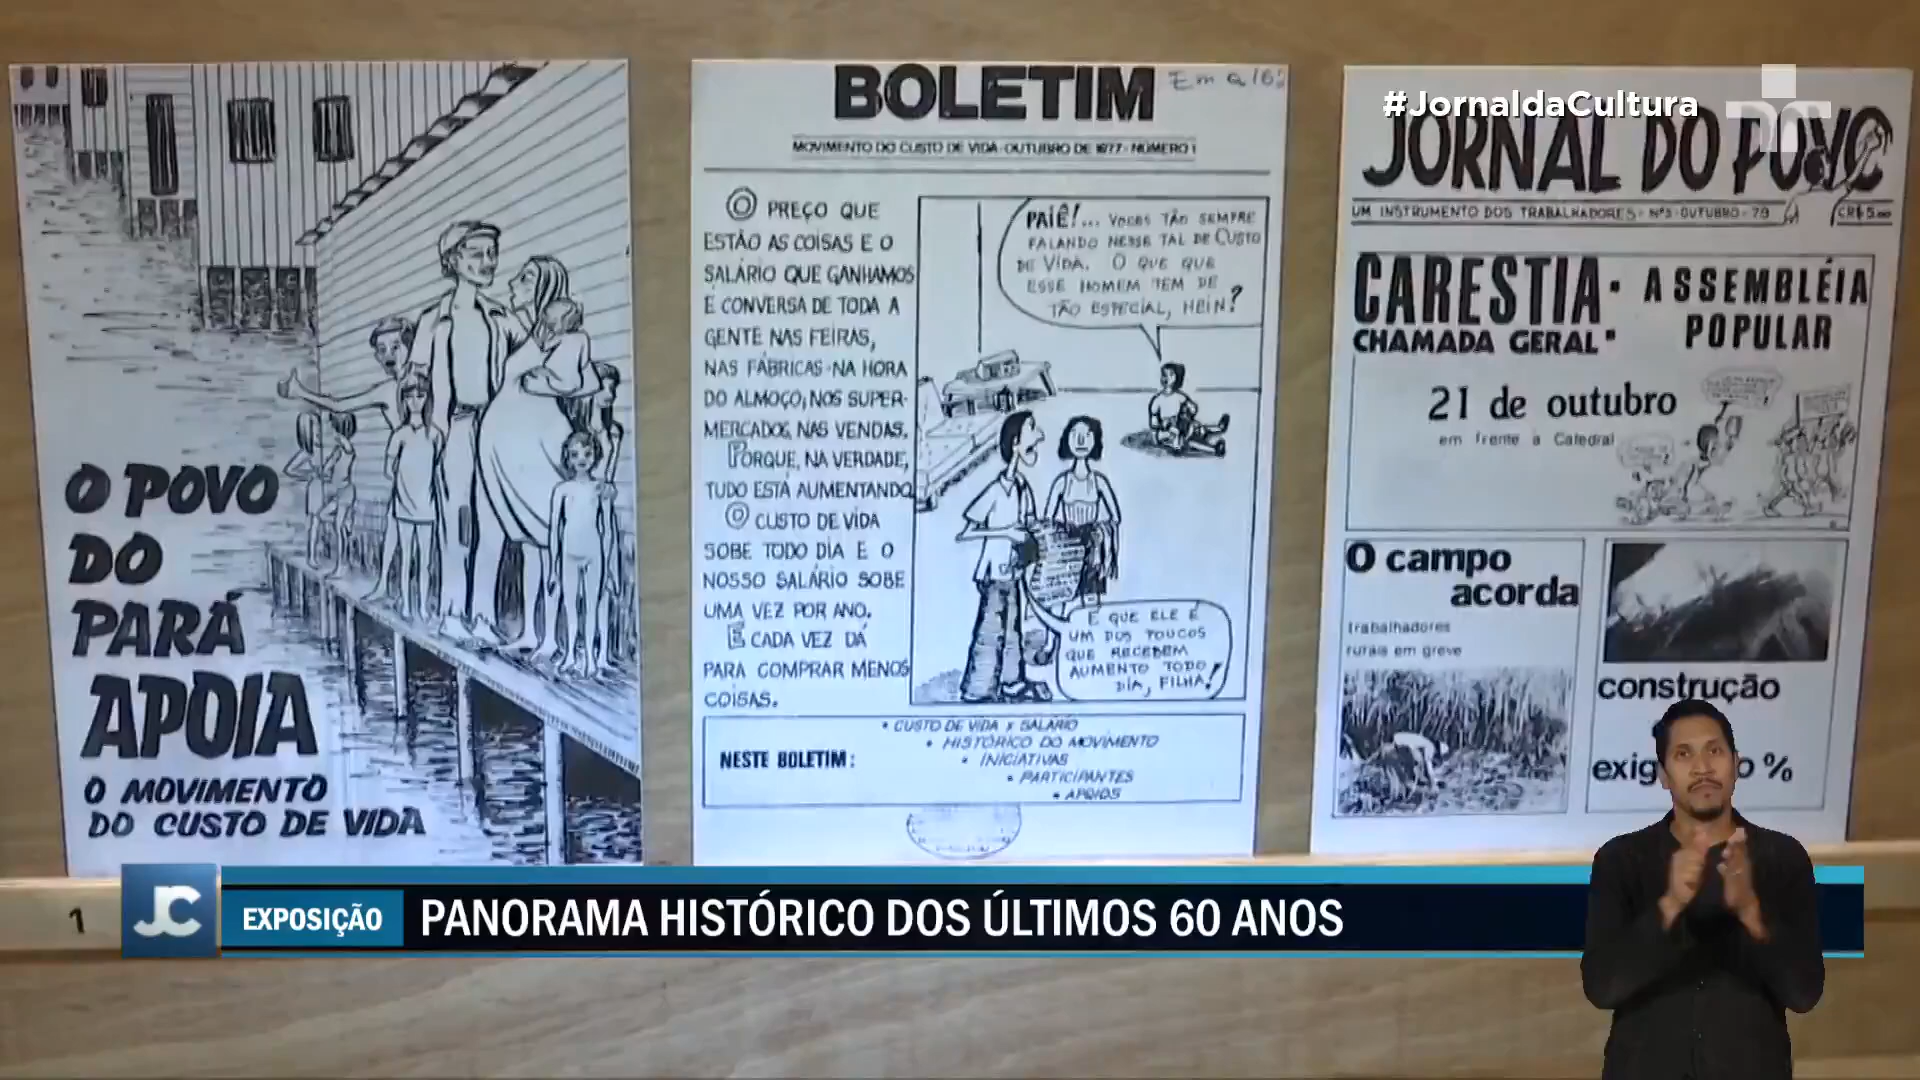 #JornaldaCultura
O POVO
DO
PARÁ
APOIA
O MOVIMENTO
DO CUSTO DE VIDA
BOLETIM
MOVIMENTO DO CUSTO DE VIDA·OUTUBRO DE 1977·NÚMERO 1
O PREÇO QUE
ESTÃO AS COISAS E O
SALÁRIO QUE GANHAMOS
E CONVERSA DE TODA A
GENTE NAS FEIRAS,
NAS FÁBRICAS·NA HORA
DO ALMOÇO, NOS SUPER-
MERCADOS, NAS VENDAS.
PORQUE, NA VERDADE,
TUDO ESTÁ AUMENTANDO
O CUSTO DE VIDA
SOBE TODO DIA E O
NOSSO SALÁRIO SOBE
UMA VEZ POR ANO.
E CADA VEZ DÁ
PARA COMPRAR MENOS
COISAS.
PAIÊ!... VOCES TÃO SEMPRE
FALANDO NESSE TAL DE CUSTO
DE VIDA. O QUE QUE
ESSE HOMEM TEM DE
TÃO ESPECIAL, HEIN?
É QUE ELE É
UM DOS POUCOS
QUE RECEBEM
AUMENTO TODO
DIA, FILHA!
NESTE BOLETIM:
• CUSTO DE VIDA x SALÁRIO
• HISTÓRICO DO MOVIMENTO
• INICIATIVAS
• PARTICIPANTES
• APOIOS
JORNAL DO POVO
UM INSTRUMENTO DOS TRABALHADORES - Nº3 - OUTUBRO - 79
CR$ 5,00
CARESTIA·
CHAMADA GERAL·
ASSEMBLÉIA
POPULAR
21 de outubro
em frente à Catedral
O campo
acorda
trabalhadores
rurais em greve
construção
exig
%
1
JC
EXPOSIÇÃO
PANORAMA HISTÓRICO DOS ÚLTIMOS 60 ANOS